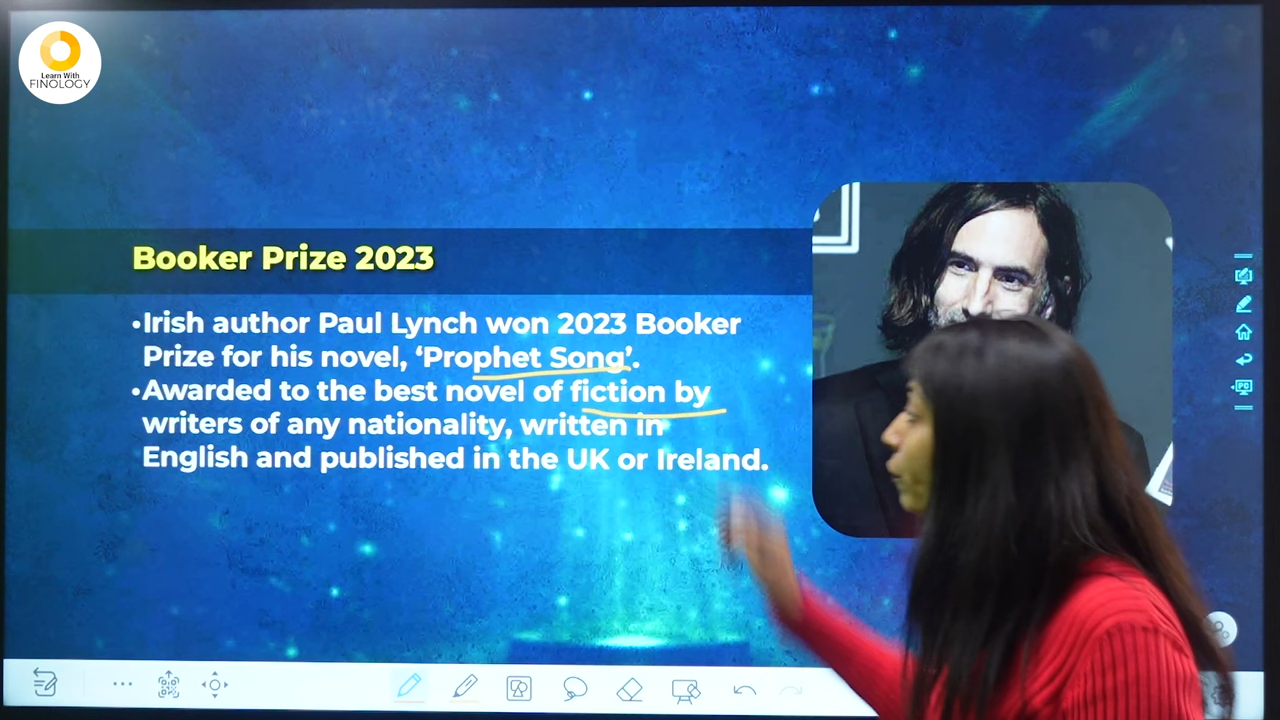 Learn With
FINOLOGY
Booker Prize 2023
•Irish author Paul Lynch won 2023 Booker
Prize for his novel, ‘Prophet Song’.
•Awarded to the best novel of fiction by
writers of any nationality, written in
English and published in the UK or Ireland.
PC